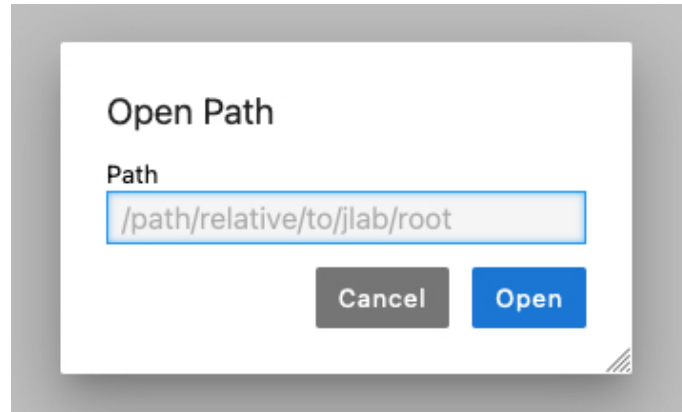 Open Path
Path
/path/relative/to/jlab/root
Cancel Open